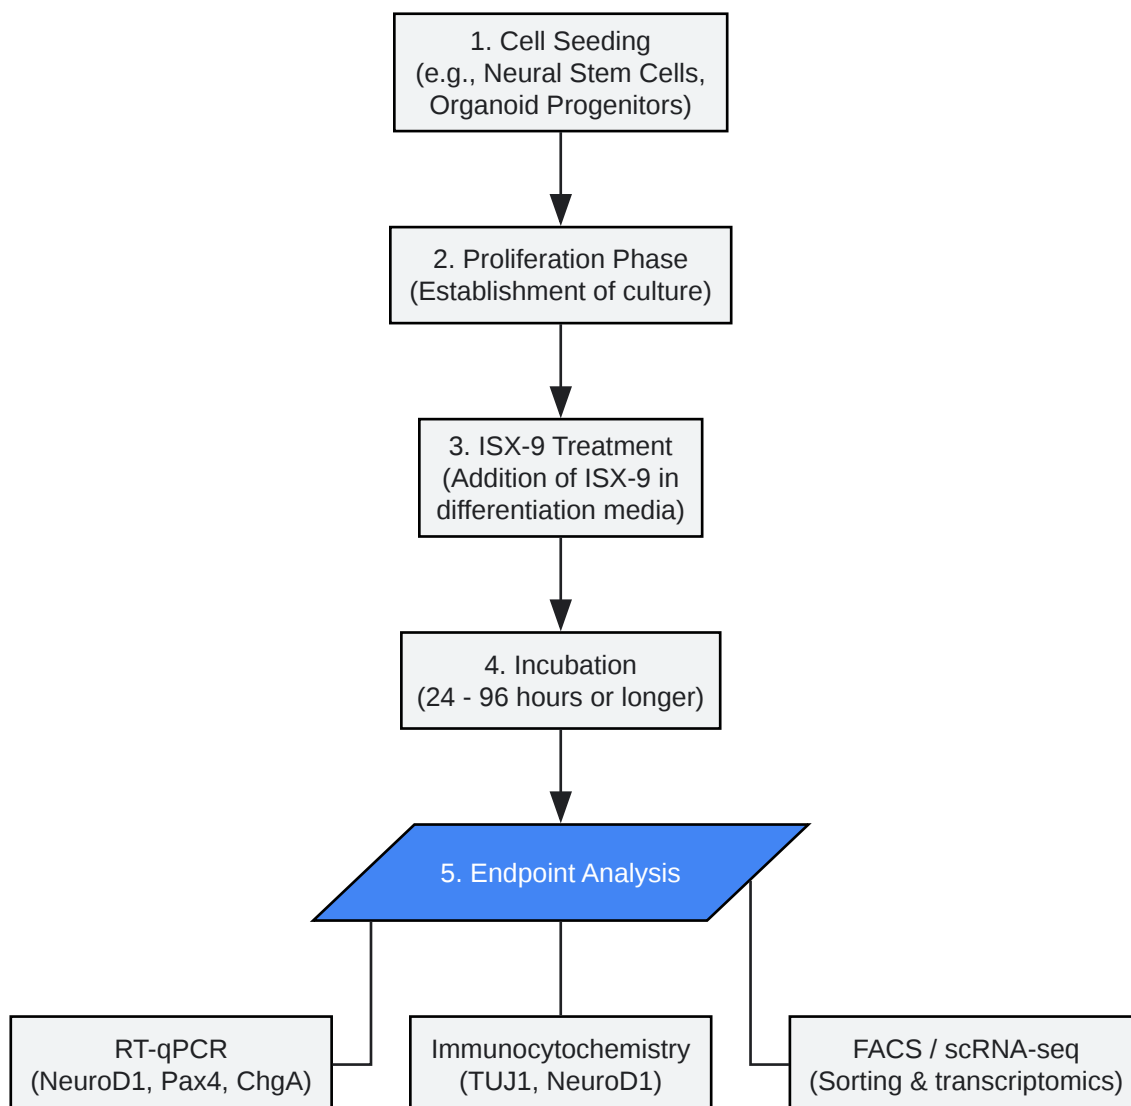 1. Cell Seeding
(e.g., Neural Stem Cells,
Organoid Progenitors)
2. Proliferation Phase
(Establishment of culture)
3. ISX-9 Treatment
(Addition of ISX-9 in
differentiation media)
4. Incubation
(24 - 96 hours or longer)
5. Endpoint Analysis
RT-qPCR
(NeuroD1, Pax4, ChgA)
Immunocytochemistry
(TUJ1, NeuroD1)
FACS / scRNA-seq
(Sorting & transcriptomics)